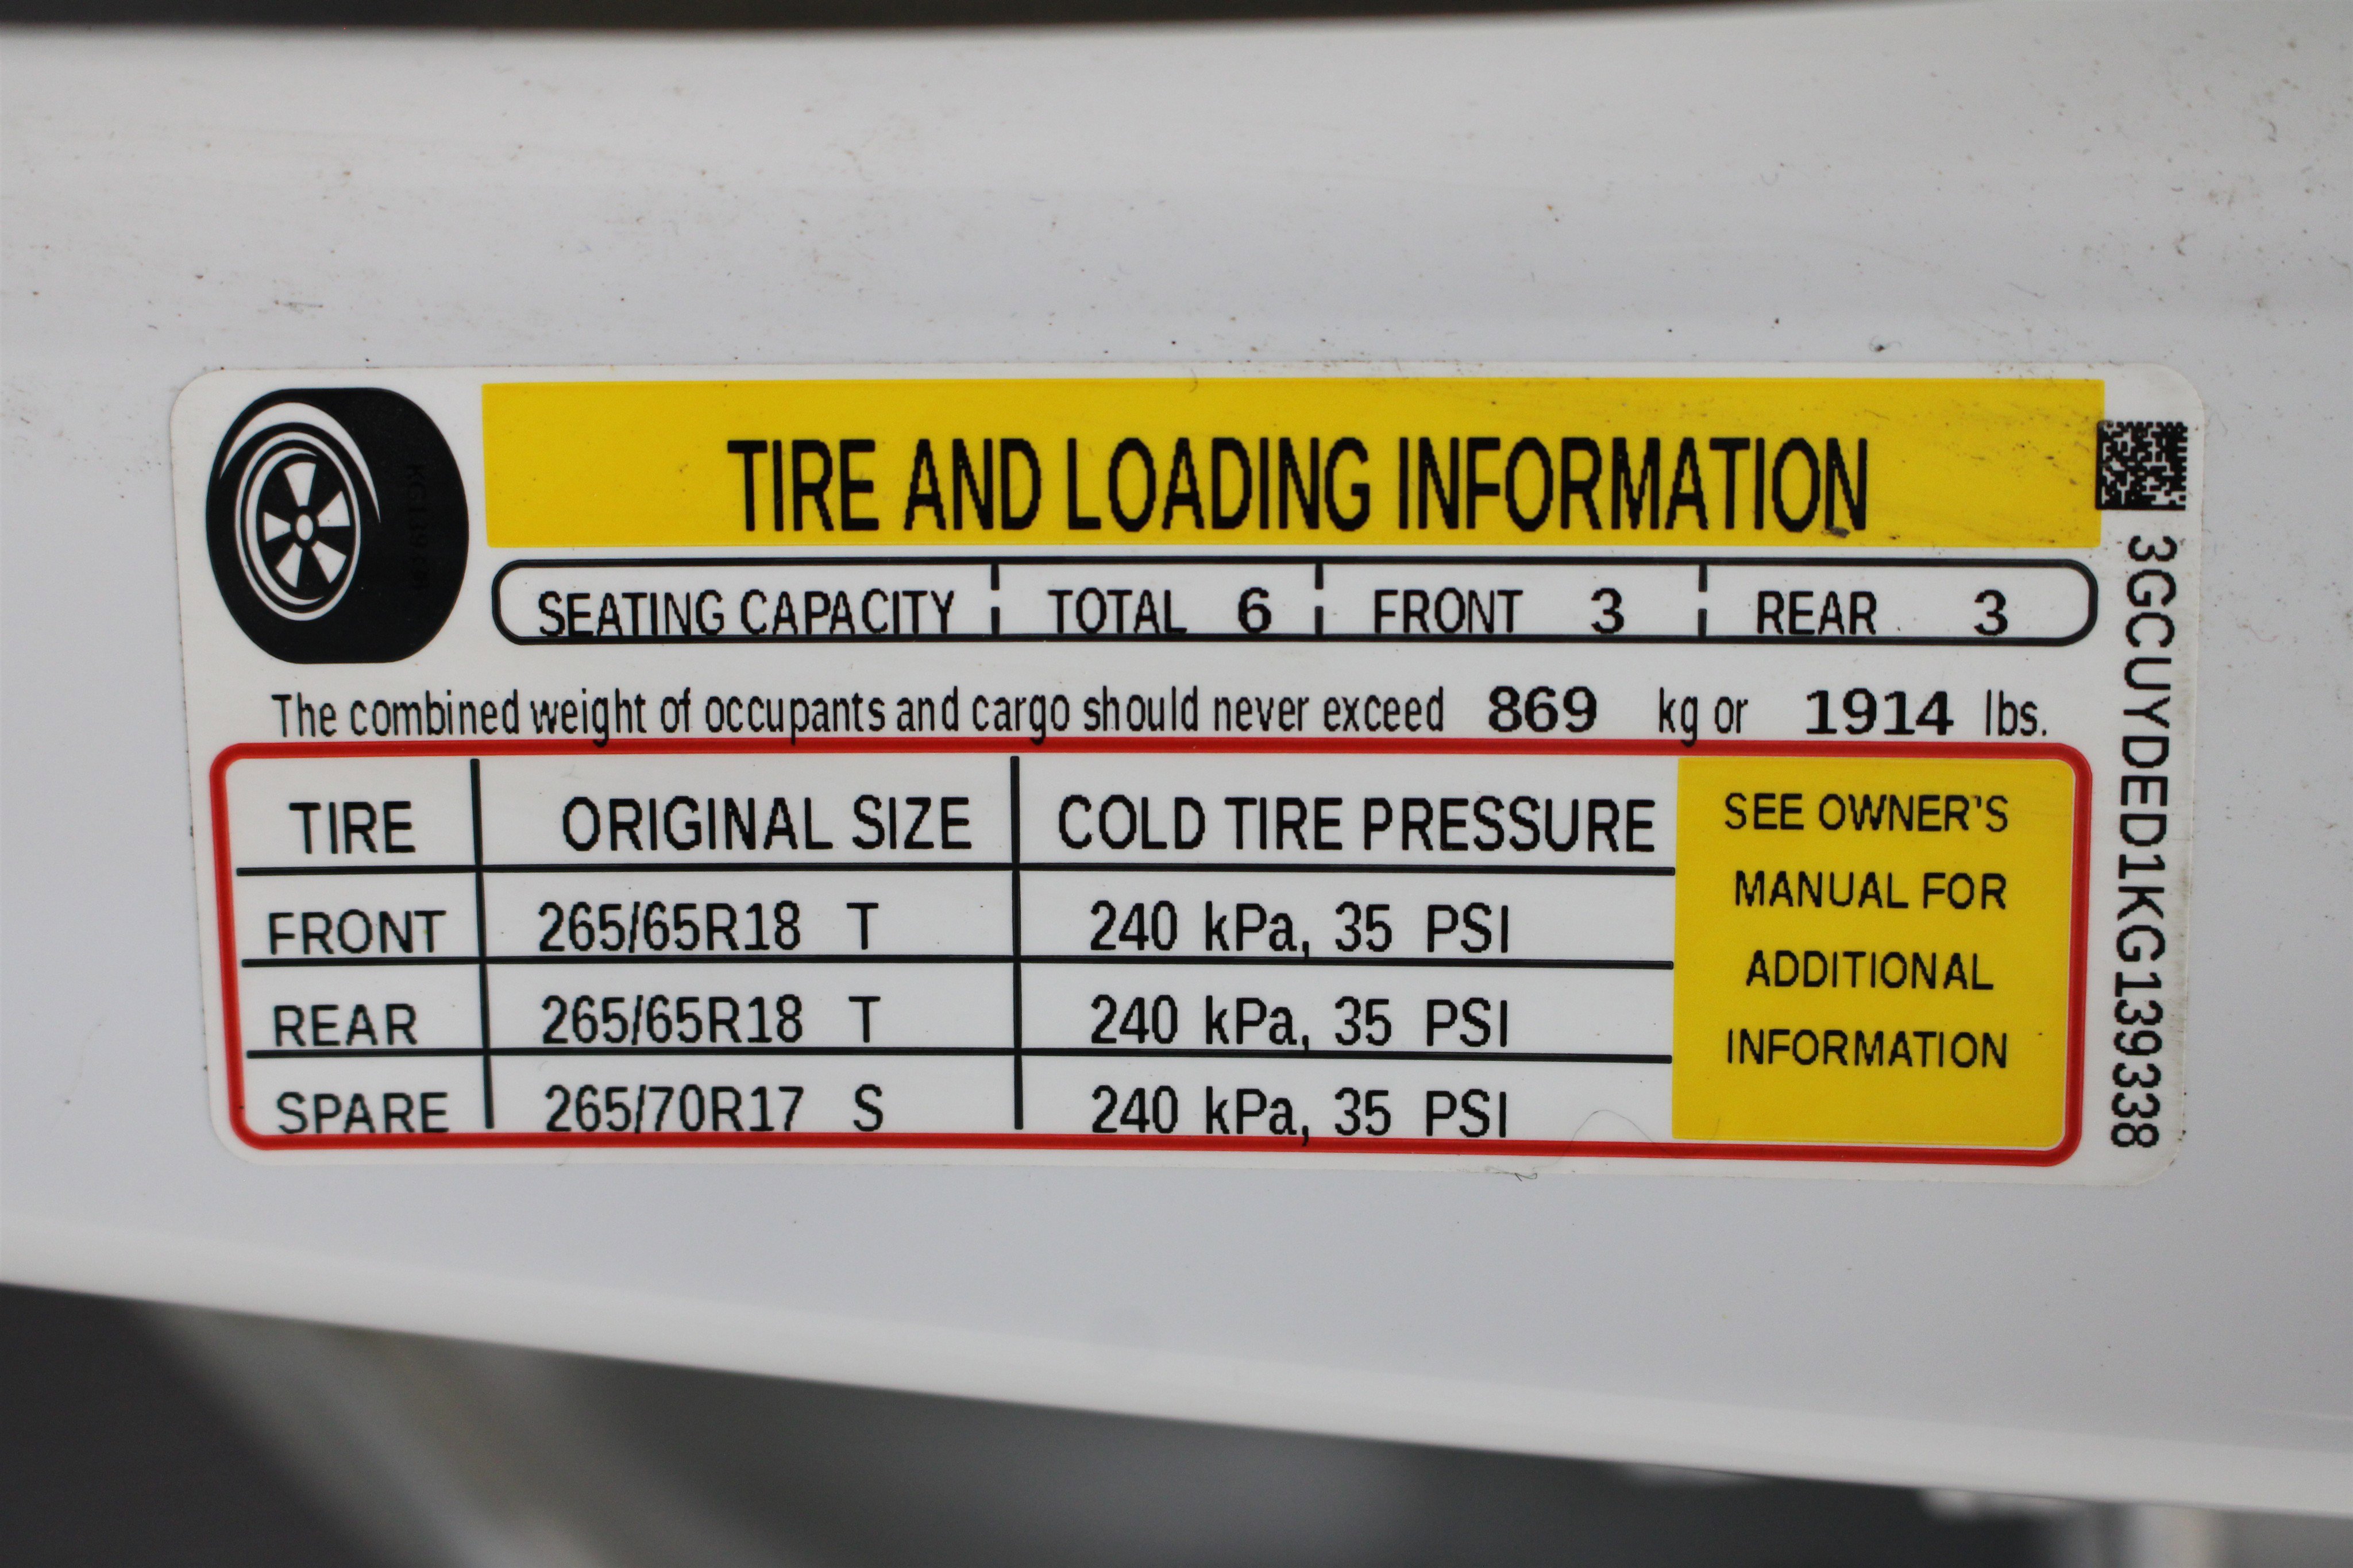 TIRE AND LOADING INFORMATION
SEATING CAPACITY TOTAL 6 FRONT 3 REAR 3
The combined weight of occupants and cargo should never exceed 869 kg or 1914 lbs.
TIRE ORIGINAL SIZE COLD TIRE PRESSURE
FRONT 265/65R18 T 240 kPa, 35 PSI
REAR 265/65R18 T 240 kPa, 35 PSI
SPARE 265/70R17 S 240 kPa, 35 PSI
SEE OWNER'S
MANUAL FOR
ADDITIONAL
INFORMATION
3GCUYDED1KG139338